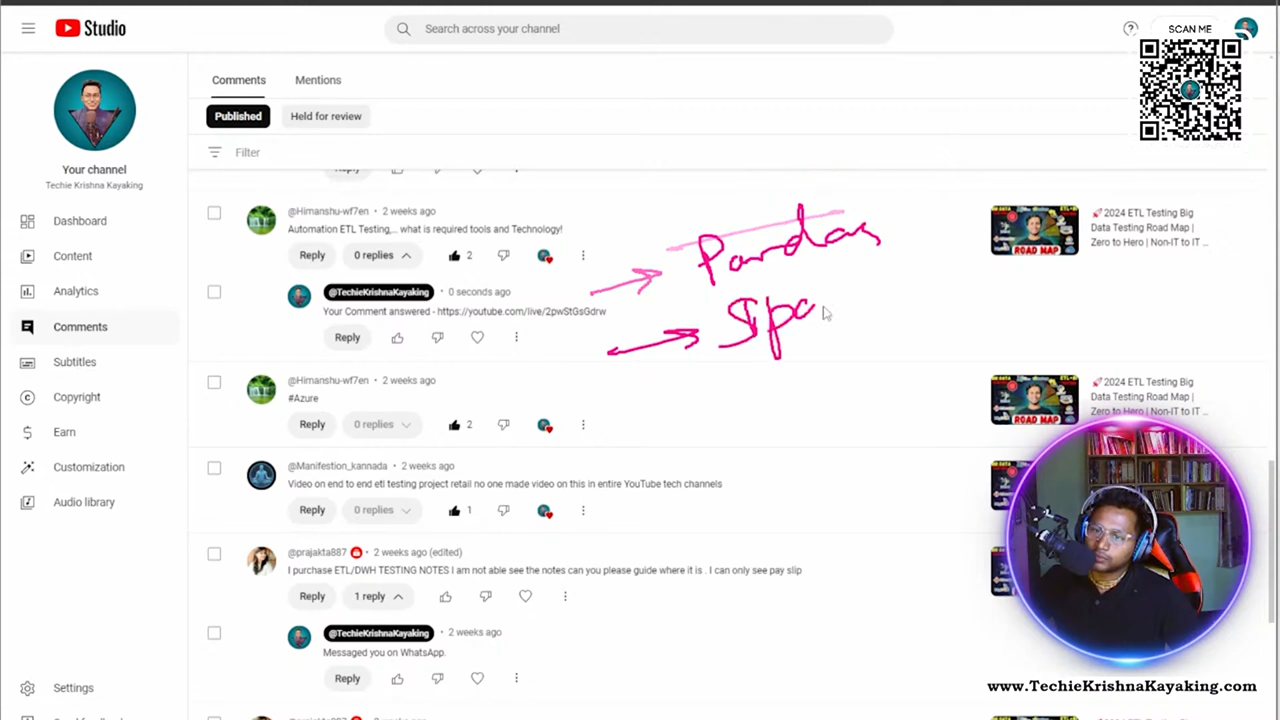 Studio
Search across your channel
SCAN ME
Your channel
Techie Krishna Kayaking
Dashboard
Content
Analytics
Comments
Subtitles
Copyright
Earn
Customization
Audio library
Settings
Comments Mentions
Published Held for review
Filter
Reply
@Himanshu-wf7en • 2 weeks ago
Automation ETL Testing,... what is required tools and Technology!
Reply 0 replies 2
@TechieKrishnaKayaking • 0 seconds ago
Your Comment answered - https://youtube.com/live/2pwStGsGdrw
Reply
Pandas
Spa
🚀2024 ETL Testing Big
Data Testing Road Map |
Zero to Hero | Non-IT to IT ...
ROAD MAP
@Himanshu-wf7en • 2 weeks ago
#Azure
Reply 0 replies 2
🚀2024 ETL Testing Big
Data Testing Road Map |
Zero to Hero | Non-IT to IT ...
ROAD MAP
@Manifestion_kannada • 2 weeks ago
Video on end to end etl testing project retail no one made video on this in entire YouTube tech channels
Reply 0 replies 1
@prajakta887 • 2 weeks ago (edited)
I purchase ETL/DWH TESTING NOTES I am not able see the notes can you please guide where it is . I can only see pay slip
Reply 1 reply
@TechieKrishnaKayaking • 2 weeks ago
Messaged you on WhatsApp.
Reply
www.TechieKrishnaKayaking.com